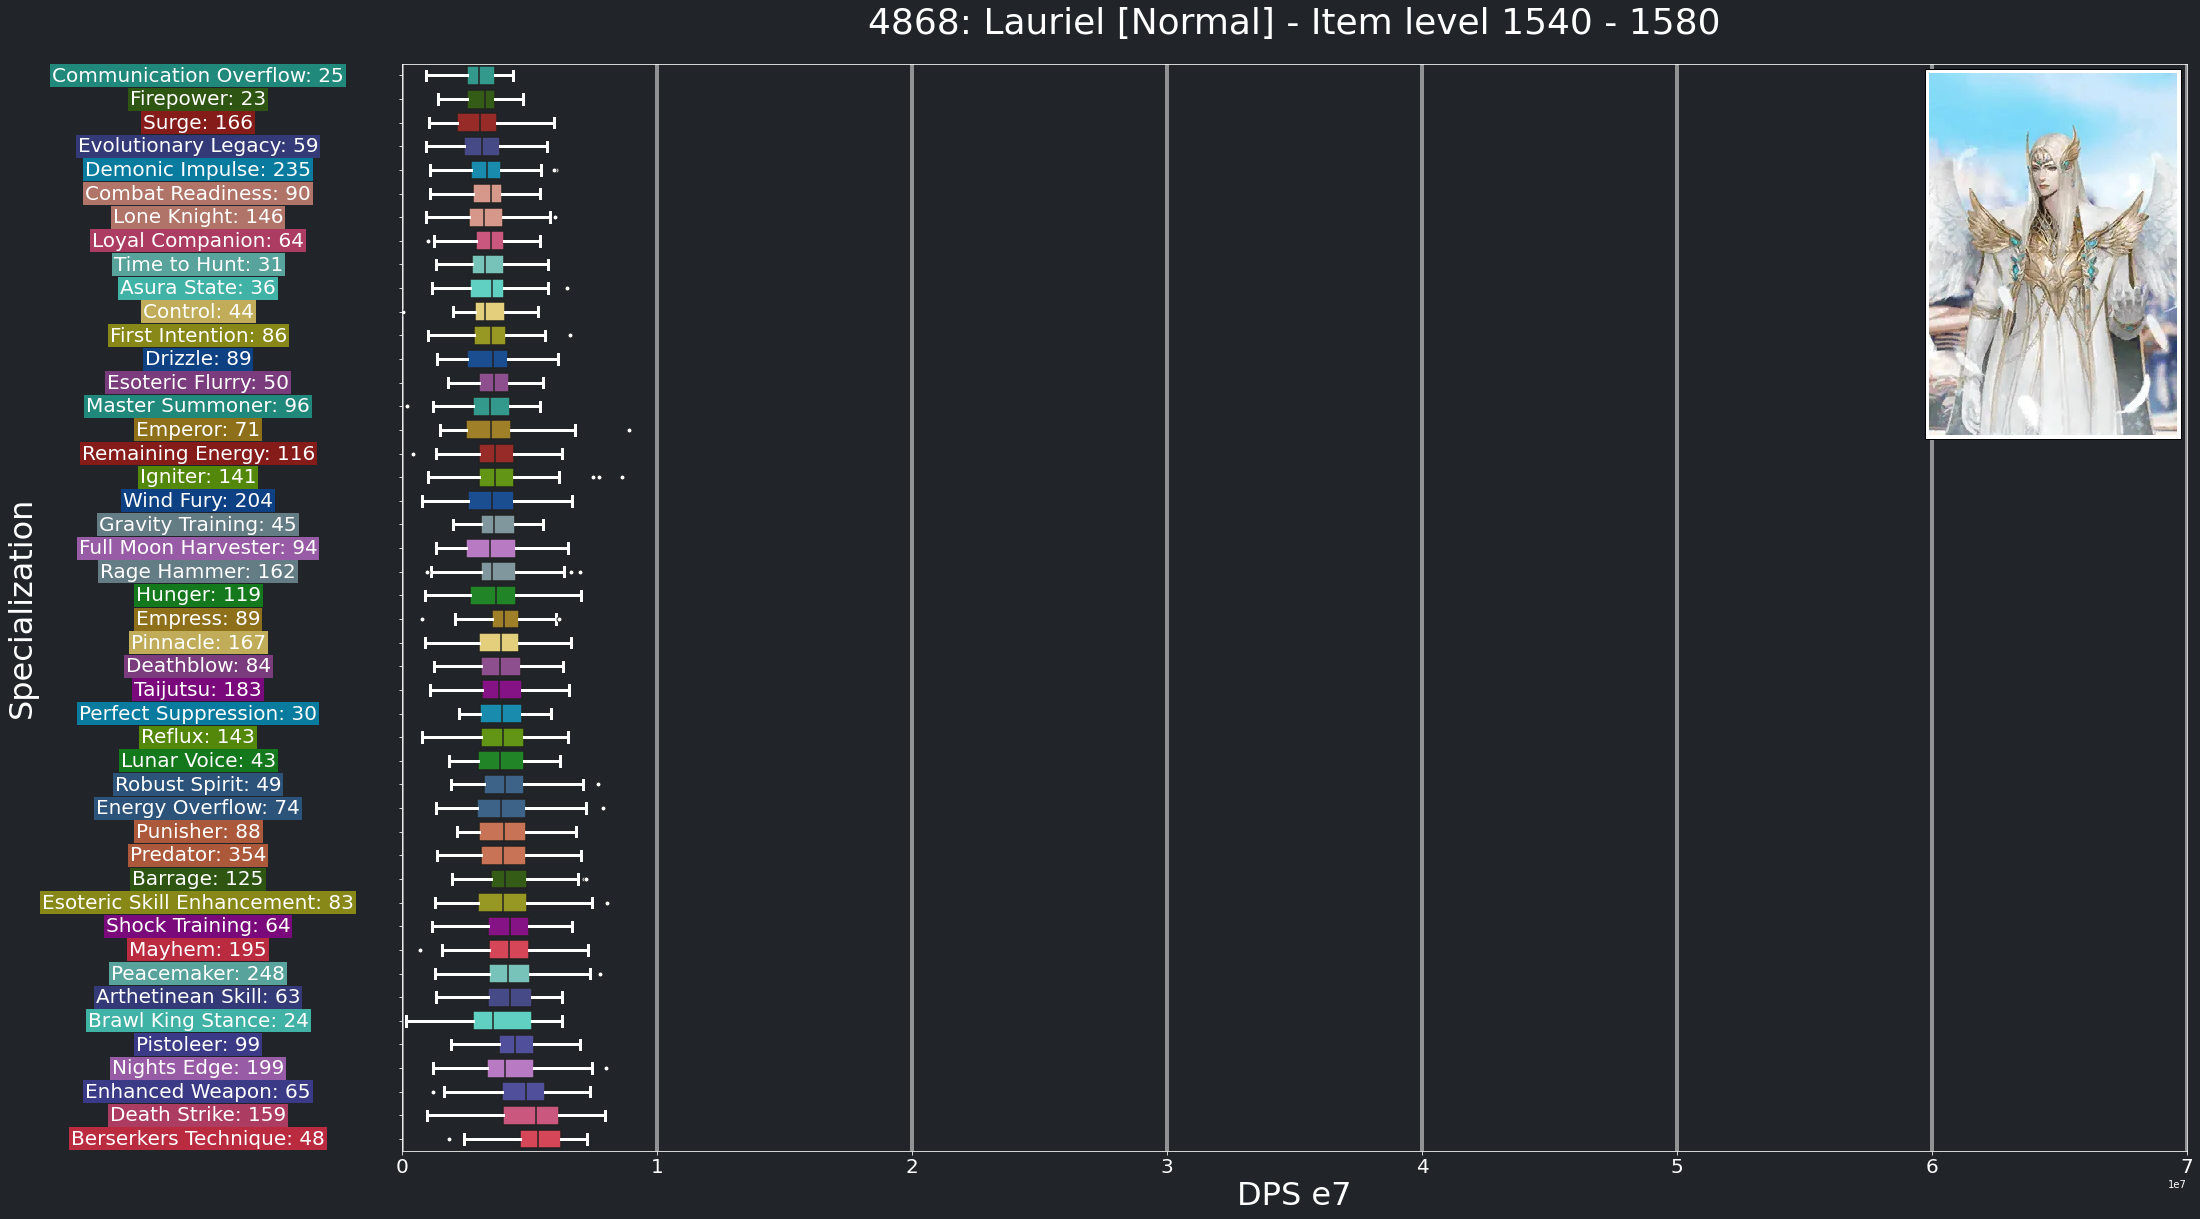 4868: Lauriel [Normal] - Item level 1540 - 1580
Specialization
Communication Overflow: 25
Firepower: 23
Surge: 166
Evolutionary Legacy: 59
Demonic Impulse: 235
Combat Readiness: 90
Lone Knight: 146
Loyal Companion: 64
Time to Hunt: 31
Asura State: 36
Control: 44
First Intention: 86
Drizzle: 89
Esoteric Flurry: 50
Master Summoner: 96
Emperor: 71
Remaining Energy: 116
Igniter: 141
Wind Fury: 204
Gravity Training: 45
Full Moon Harvester: 94
Rage Hammer: 162
Hunger: 119
Empress: 89
Pinnacle: 167
Deathblow: 84
Taijutsu: 183
Perfect Suppression: 30
Reflux: 143
Lunar Voice: 43
Robust Spirit: 49
Energy Overflow: 74
Punisher: 88
Predator: 354
Barrage: 125
Esoteric Skill Enhancement: 83
Shock Training: 64
Mayhem: 195
Peacemaker: 248
Arthetinean Skill: 63
Brawl King Stance: 24
Pistoleer: 99
Nights Edge: 199
Enhanced Weapon: 65
Death Strike: 159
Berserkers Technique: 48
0 1 2 3 4 5 6 7
1e7
DPS e7